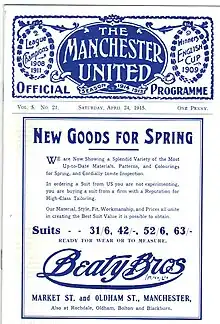 2
League
Champions
1908
1911
THE
MANCHESTER
UNITED
SEASON 1914-1915
Winners
ENGLISH
CUP
1909
OFFICIAL PROGRAMME
VOL. 3. No. 21. SATURDAY, APRIL 24, 1915. ONE PENNY.
NEW GOODS FOR SPRING
WE are Now Showing a Splendid Variety of the Most
Up-to-Date Materials, Patterns, and Colourings
for Spring, and Cordially Invite Inspection.
In ordering a Suit from US you are not experimenting,
you are buying a suit from a firm with a Reputation for
High-Class Tailoring.
Our Material, Style, Fit, Workmanship, and Prices all unite
in creating the Best Suit Value it is possible to obtain.
Suits - - 31/6, 42/-, 52/6, 63/-
READY FOR WEAR OR TO MEASURE.
Beaty Bros
MARKET ST. and OLDHAM ST., MANCHESTER,
Also at Rochdale, Oldham, Bolton and Blackburn.